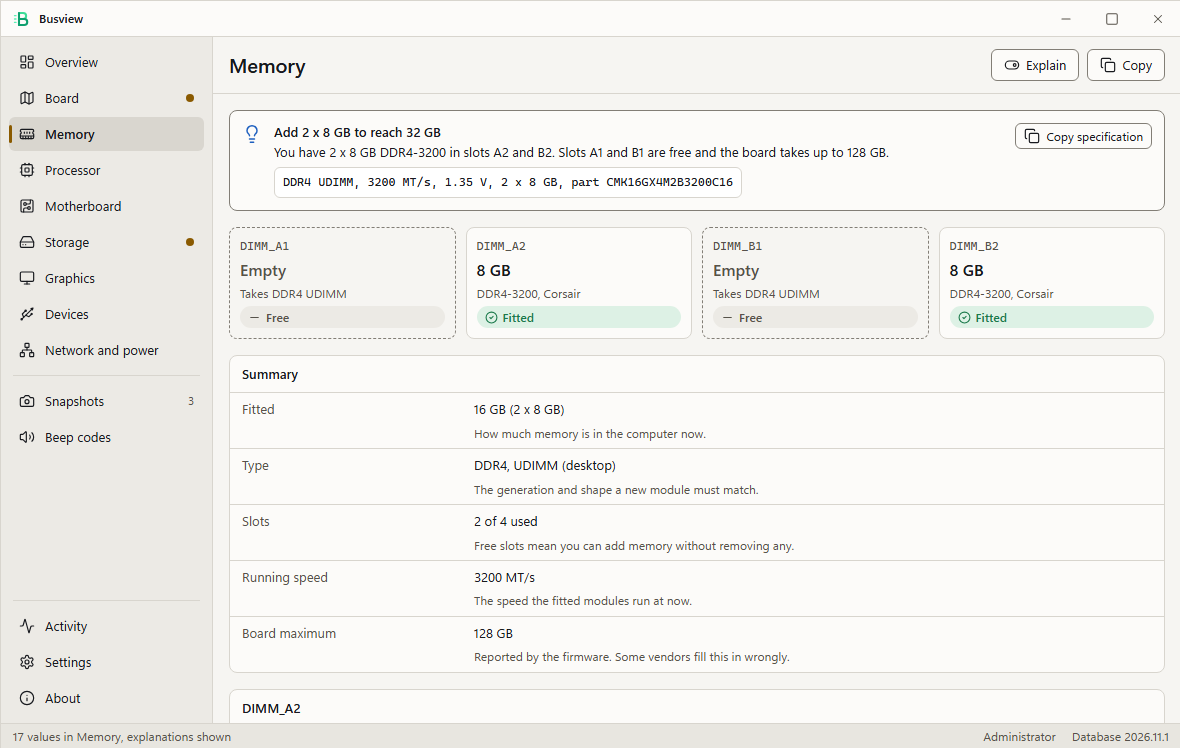 Busview
Overview
Board
Memory
Processor
Motherboard
Storage
Graphics
Devices
Network and power
Snapshots 3
Beep codes
Activity
Settings
About
Memory
Explain
Copy
Add 2 x 8 GB to reach 32 GB
You have 2 x 8 GB DDR4-3200 in slots A2 and B2. Slots A1 and B1 are free and the board takes up to 128 GB.
DDR4 UDIMM, 3200 MT/s, 1.35 V, 2 x 8 GB, part CMK16GX4M2B3200C16
Copy specification
DIMM_A1
Empty
Takes DDR4 UDIMM
Free
DIMM_A2
8 GB
DDR4-3200, Corsair
Fitted
DIMM_B1
Empty
Takes DDR4 UDIMM
Free
DIMM_B2
8 GB
DDR4-3200, Corsair
Fitted
Summary
Fitted
16 GB (2 x 8 GB)
How much memory is in the computer now.
Type
DDR4, UDIMM (desktop)
The generation and shape a new module must match.
Slots
2 of 4 used
Free slots mean you can add memory without removing any.
Running speed
3200 MT/s
The speed the fitted modules run at now.
Board maximum
128 GB
Reported by the firmware. Some vendors fill this in wrongly.
DIMM_A2
17 values in Memory, explanations shown
Administrator
Database 2026.11.1